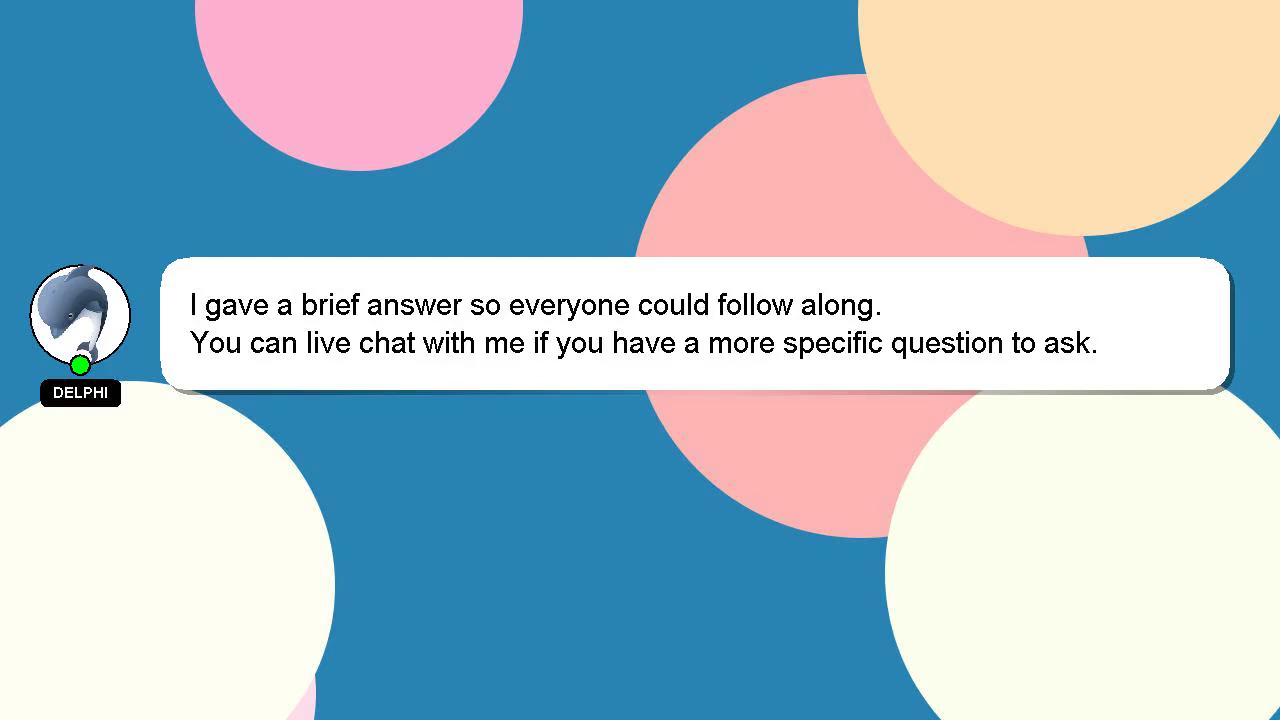 I gave a brief answer so everyone could follow along.
You can live chat with me if you have a more specific question to ask.
DELPHI